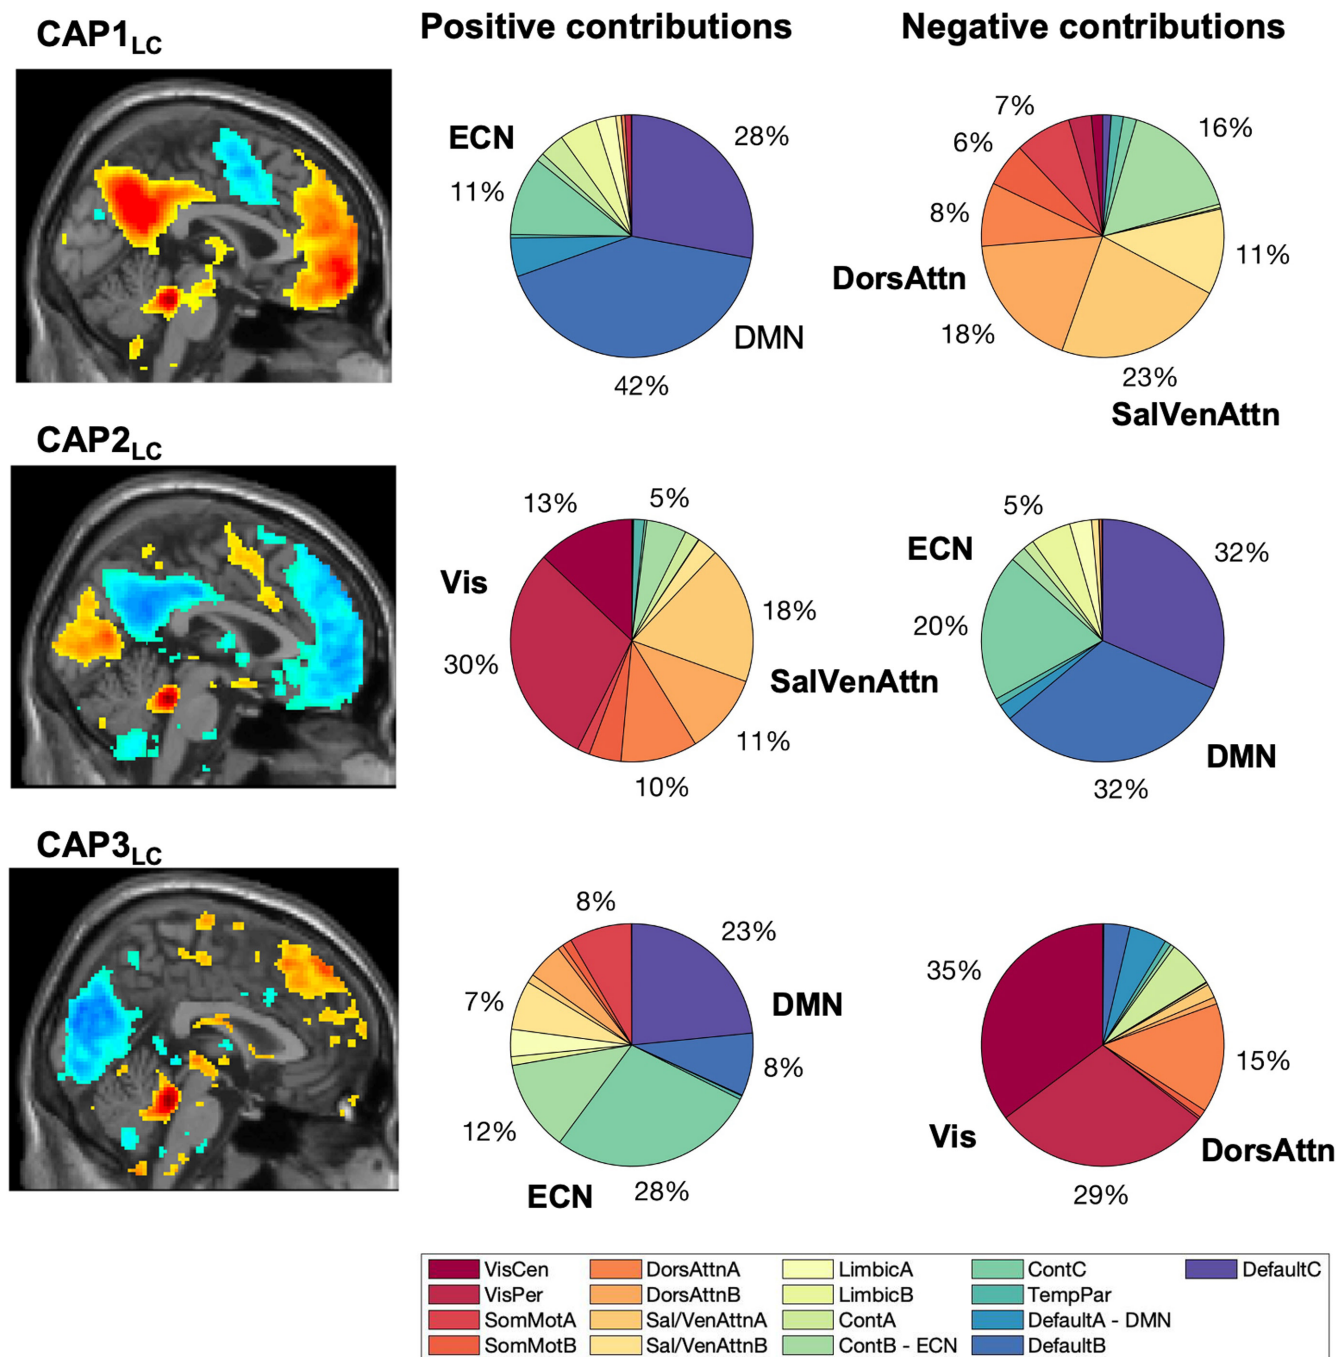 CAP1LC
Positive contributions
Negative contributions
ECN
28%
11%
DMN
42%
7%
16%
6%
8%
11%
DorsAttn
18%
23%
SalVenAttn
CAP2LC
13%
5%
Vis
18%
30%
SalVenAttn
11%
10%
5%
ECN
32%
20%
DMN
32%
CAP3LC
8%
23%
7%
DMN
8%
12%
ECN
28%
35%
15%
Vis
DorsAttn
29%
VisCen
VisPer
SomMotA
SomMotB
DorsAttnA
DorsAttnB
Sal/VenAttnA
Sal/VenAttnB
LimbicA
LimbicB
ContA
ContB - ECN
ContC
TempPar
DefaultA - DMN
DefaultB
DefaultC